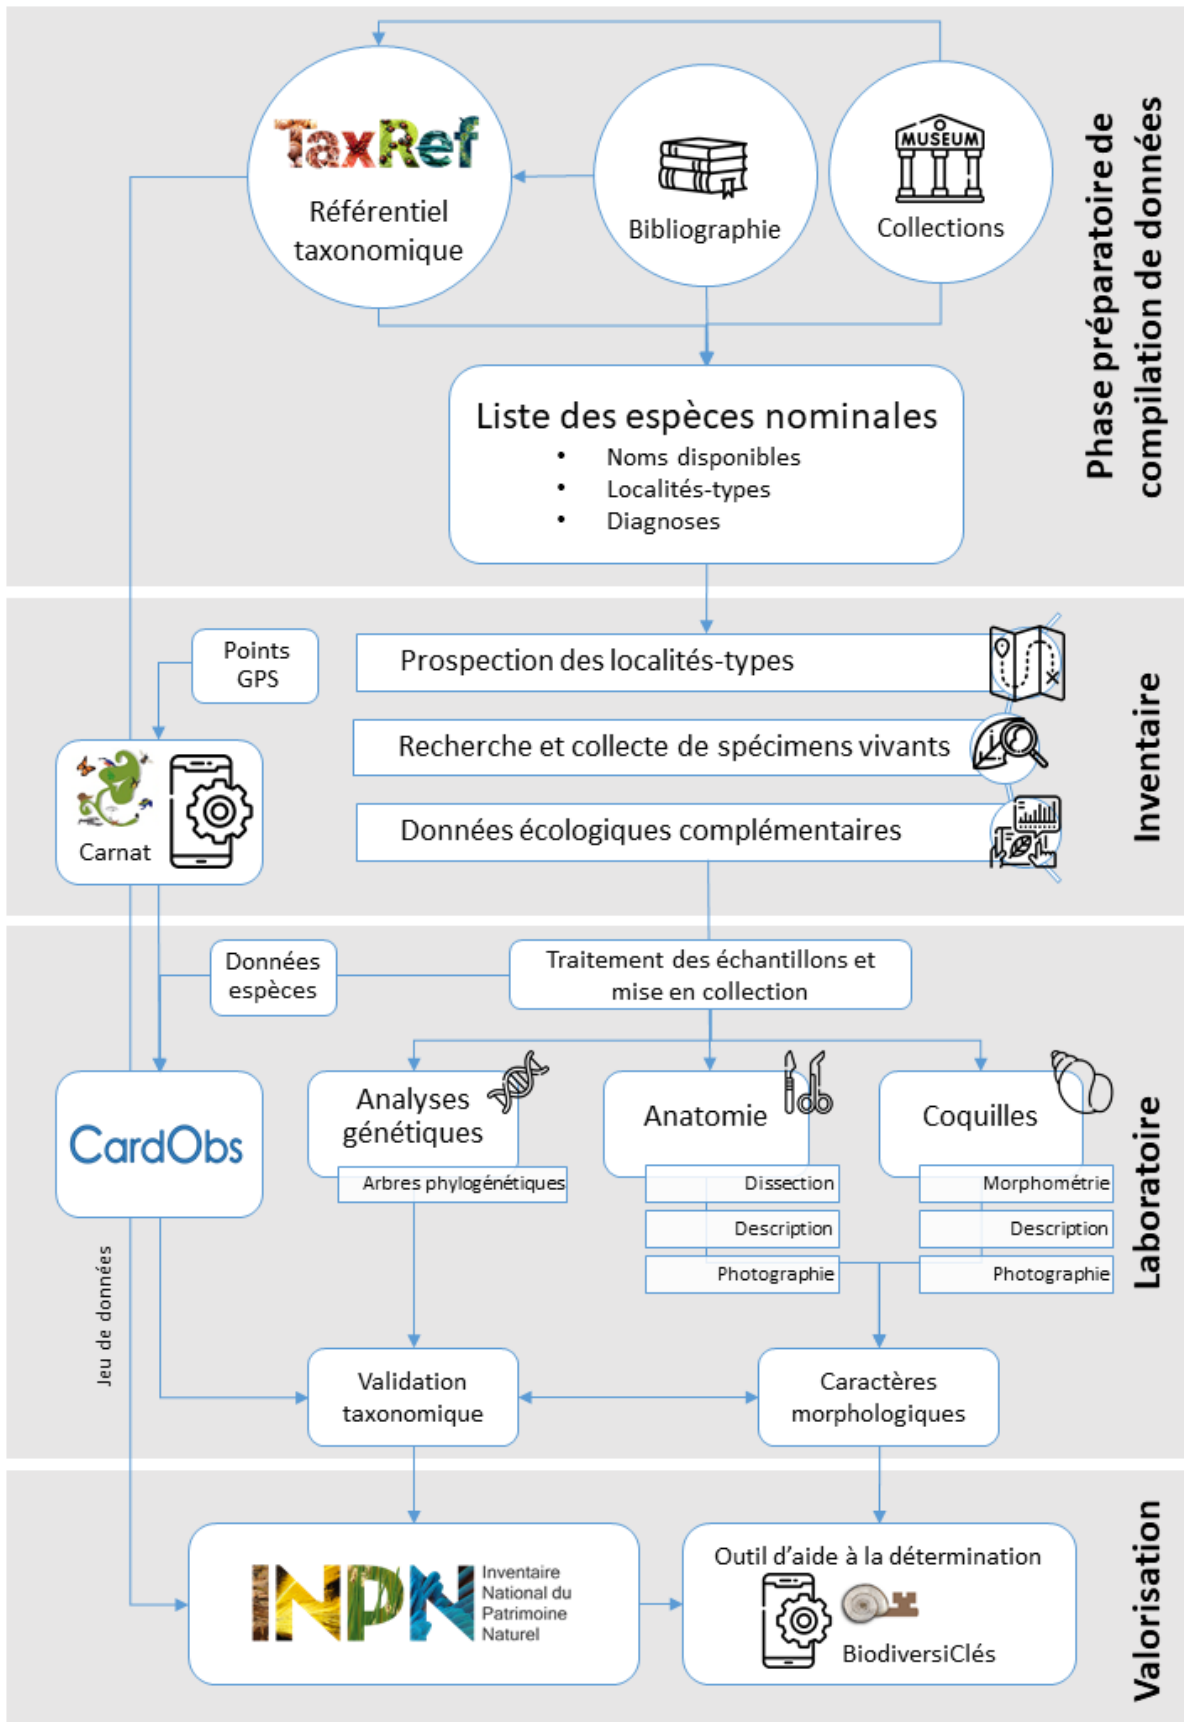 TaxRef
Référentiel
taxonomique
Bibliographie
MUSEUM
Collections
Phase préparatoire de
compilation de données
Liste des espèces nominales
• Noms disponibles
• Localités-types
• Diagnoses
Points
GPS
Prospection des localités-types
Recherche et collecte de spécimens vivants
Données écologiques complémentaires
Carnat
Inventaire
Données
espèces
Traitement des échantillons et
mise en collection
CardObs
Analyses
génétiques
Arbres phylogénétiques
Anatomie
Dissection
Description
Photographie
Coquilles
Morphométrie
Description
Photographie
Laboratoire
Jeu de données
Validation
taxonomique
Caractères
morphologiques
INPN
Inventaire
National du
Patrimoine
Naturel
Outil d'aide à la détermination
BiodiversiClés
Valorisation